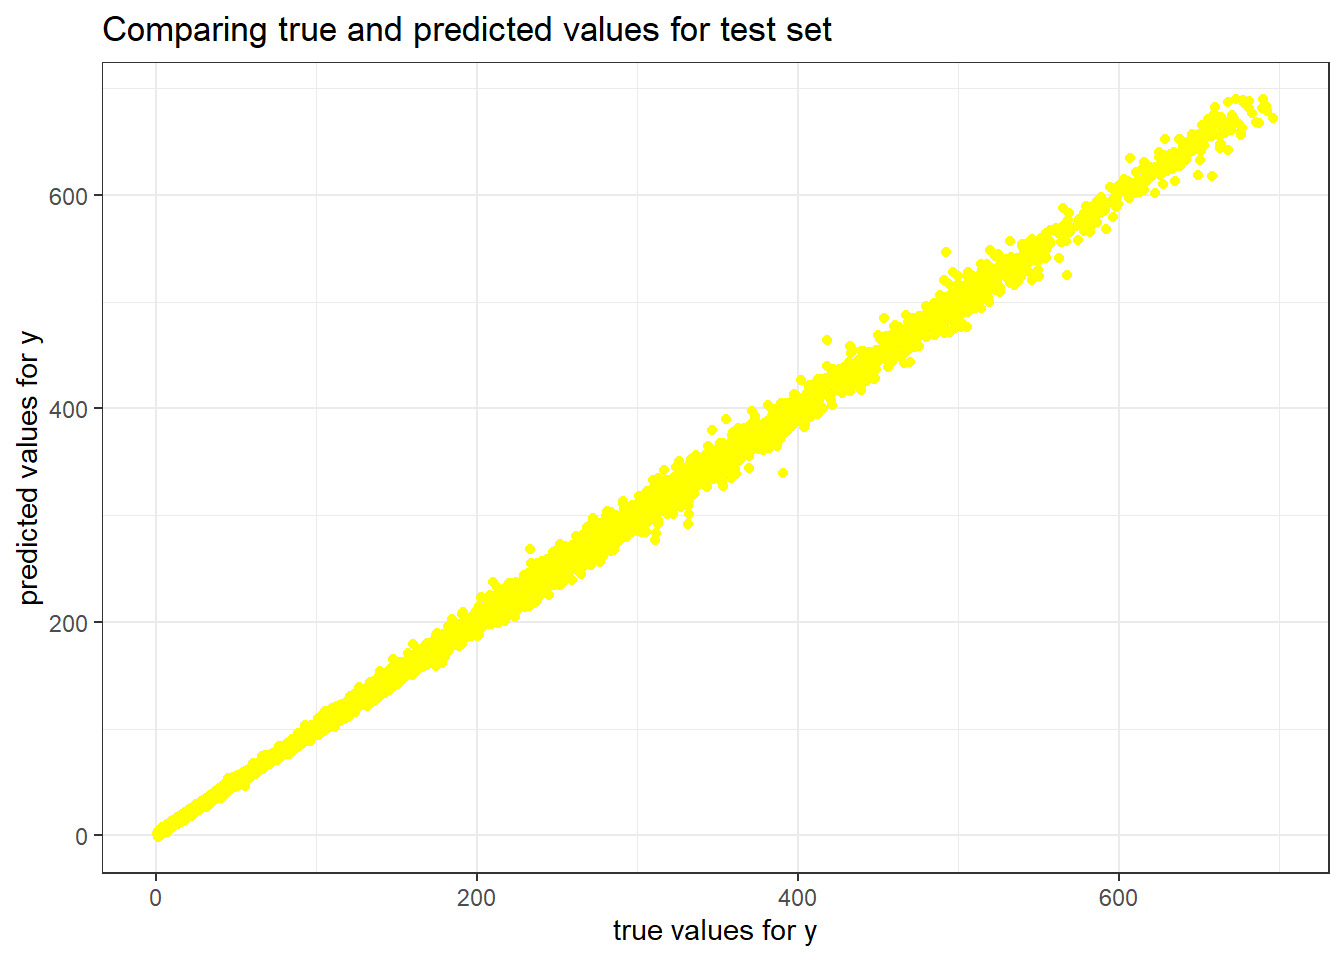 Comparing true and predicted values for test set
600
400
200
0
predicted values for y
0 200 400 600
true values for y